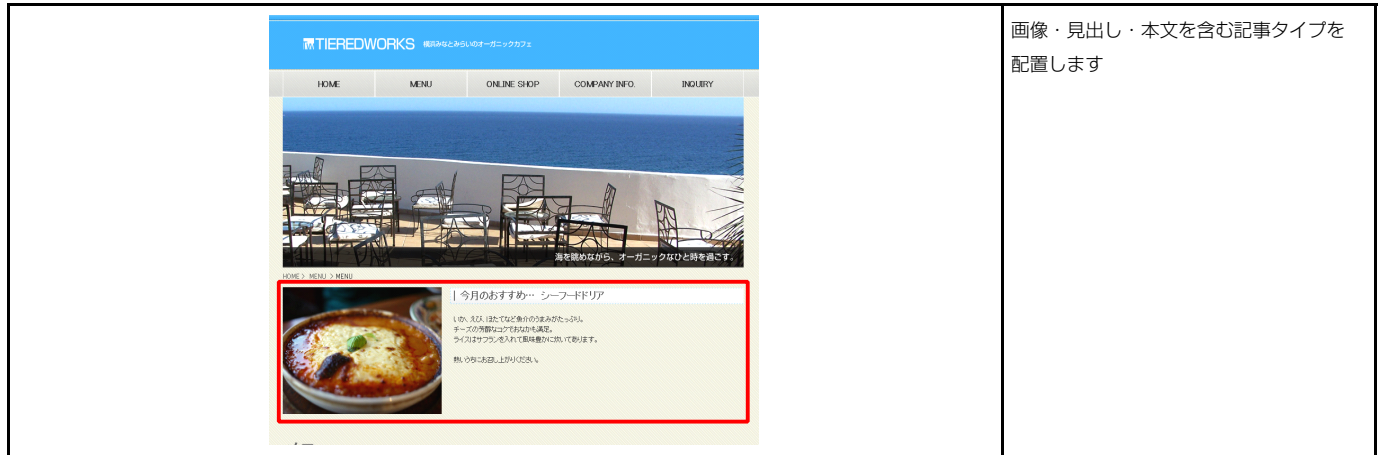 TIEREDWORKS 横浜みなとみらいのオーガニックカフェ
HOME MENU ONLINE SHOP COMPANY INFO. INQUIRY
海を眺めながら、オーガニックなひと時を過ごす。
HOME > MENU > MENU
今月のおすすめ… シーフードドリア
いか、えび、ほたてなど魚介のうまみがたっぷり。
チーズの芳醇なコクでおなかも満足。
ライスはサフランを入れて風味豊かに炊いてあります。
熱いうちにお召し上がりください。
画像・見出し・本文を含む記事タイプを
配置します